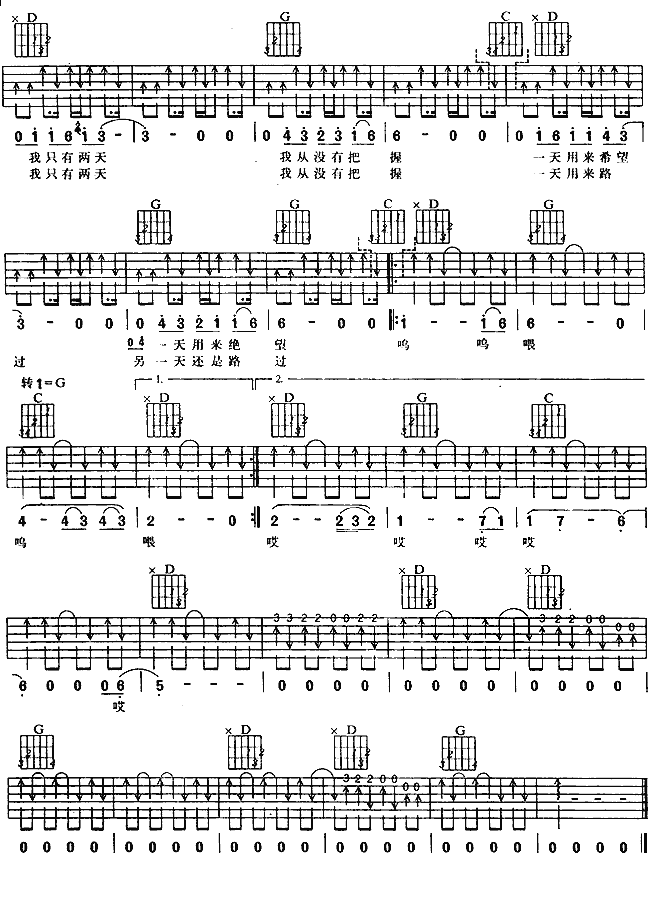 × D G C × D
0 1 1 6 1 3 - 3 - 0 0 0 4 3 2 3 1 6 6 - 0 0 0 1 6 1 1 4 3
我只有两天 我从没有把 握 一天用来希望
我只有两天 我从没有把 握 一天用来路
G G C × D G
3 - 0 0 0 4 3 2 1 1 6 6 - 0 0 1 - - 1 6 6 - 0 0
04 一天用来绝 望 呜 呜 喂
过 另一天还是路 过
转1=G 1. 2.
C × D × D G C
4 - - 4 3 4 3 2 - - 0 2 - - 2 3 2 1 - - 7 1 1 7 - 6
呜 喂 哎 哎 哎 哎
× D × D × D
3 3 2 2 0 0 2 2 3 2 2 0 0 0 0
6 0 0 0 6 5 - - - 0 0 0 0 0 0 0 0 0 0 0 0
哎
G × D × D G
3 2 2 0 0 0 0
0 0 0 0 0 0 0 0 0 0 0 0 0 0 0 0 0 0 0 0 0 0 0 0